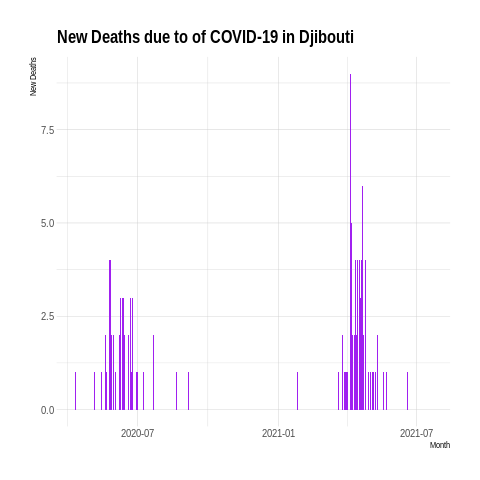 New Deaths due to of COVID-19 in Djibouti
New Deaths
7.5
5.0
2.5
0.0
2020-07
2021-01
2021-07
Month